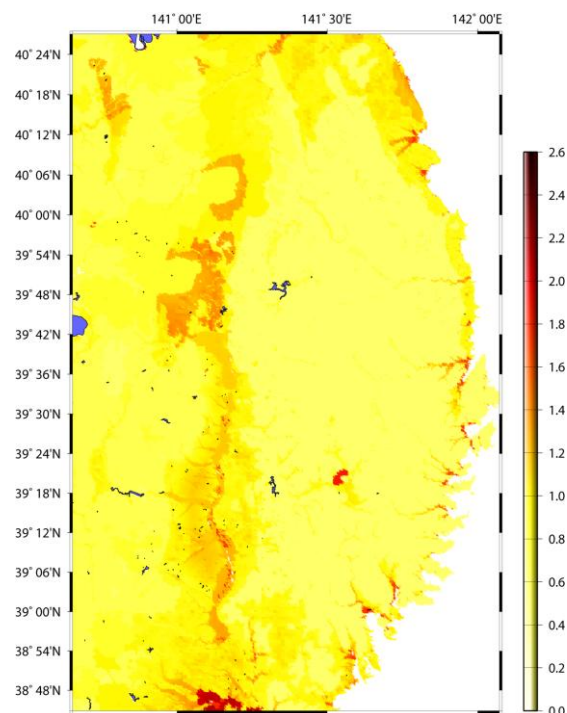 141° 00'E
141° 30'E
142° 00'E
40° 24'N
40° 18'N
40° 12'N
40° 06'N
40° 00'N
39° 54'N
39° 48'N
39° 42'N
39° 36'N
39° 30'N
39° 24'N
39° 18'N
39° 12'N
39° 06'N
39° 00'N
38° 54'N
38° 48'N
2.6
2.4
2.2
2.0
1.8
1.6
1.4
1.2
1.0
0.8
0.6
0.4
0.2
0.0